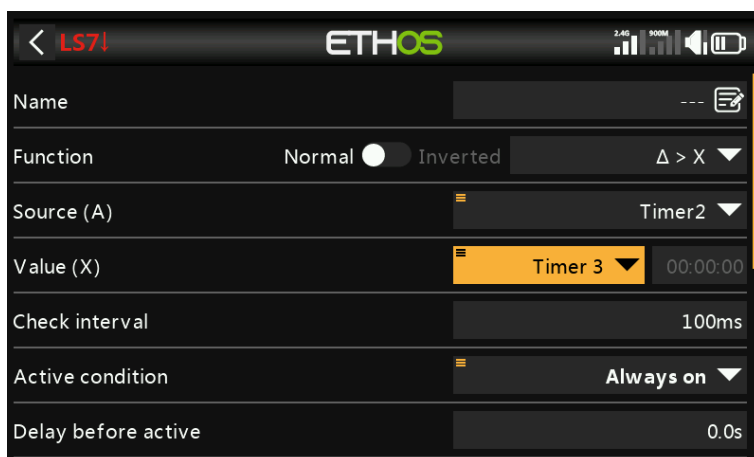 LS7↓ ETHOS 2.4G 900M
Name ---
Function Normal Inverted Δ > X
Source (A) Timer2
Value (X) Timer 3 00:00:00
Check interval 100ms
Active condition Always on
Delay before active 0.0s